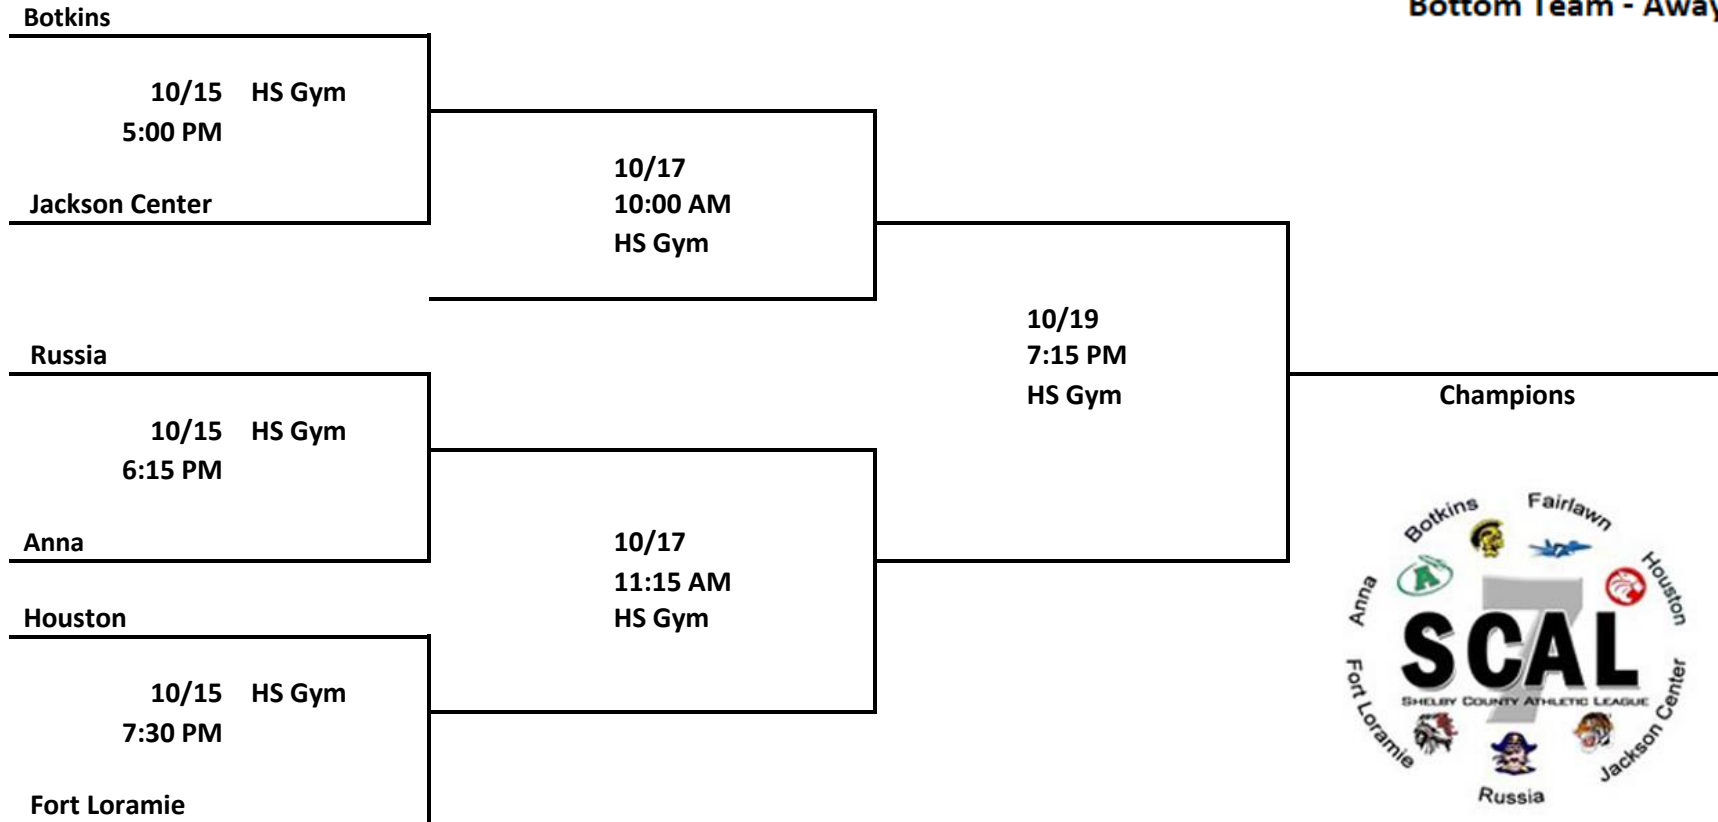 Botkins
Bottom Team - Away
10/15 HS Gym
5:00 PM
Jackson Center
10/17
10:00 AM
HS Gym
Russia
10/15 HS Gym
6:15 PM
Anna
10/19
7:15 PM
HS Gym
Champions
10/17
11:15 AM
HS Gym
Houston
10/15 HS Gym
7:30 PM
Fort Loramie
Botkins
Fairlawn
Houston
Anna
A
7
SCAL
SHELBY COUNTY ATHLETIC LEAGUE
Fort Loramie
Jackson Center
Russia